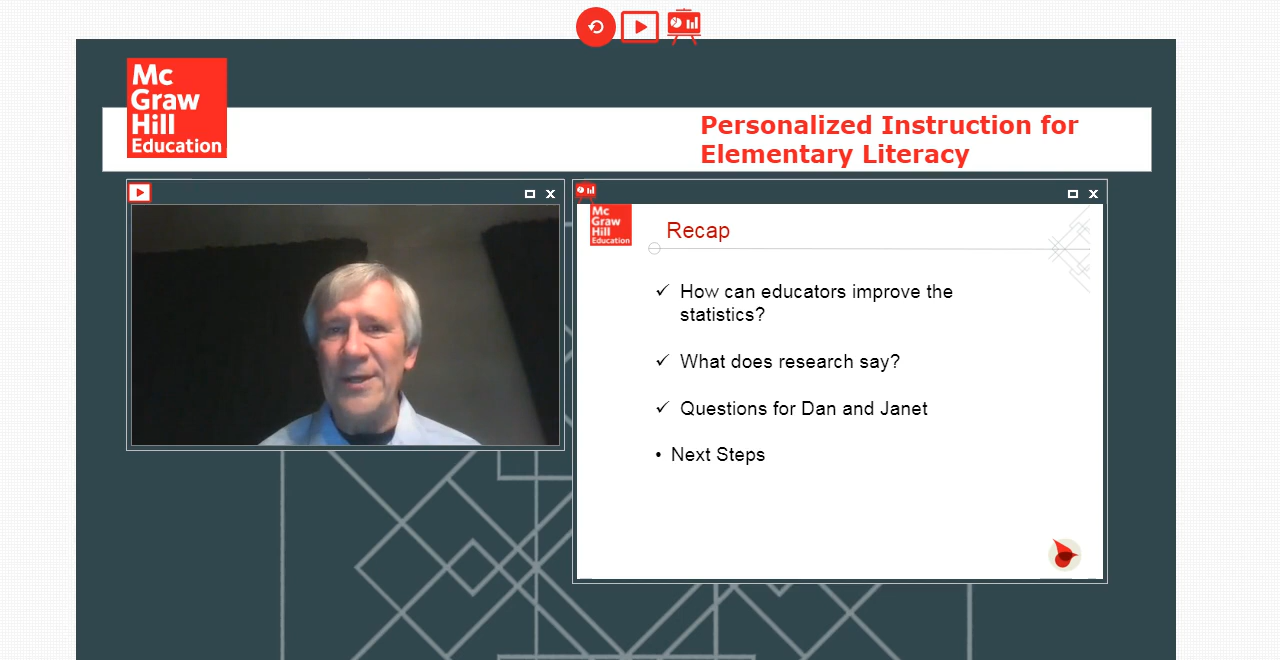 Mc
Graw
Hill
Education
Personalized Instruction for
Elementary Literacy
Mc
Graw
Hill
Education
Recap
✓ How can educators improve the
statistics?
✓ What does research say?
✓ Questions for Dan and Janet
• Next Steps